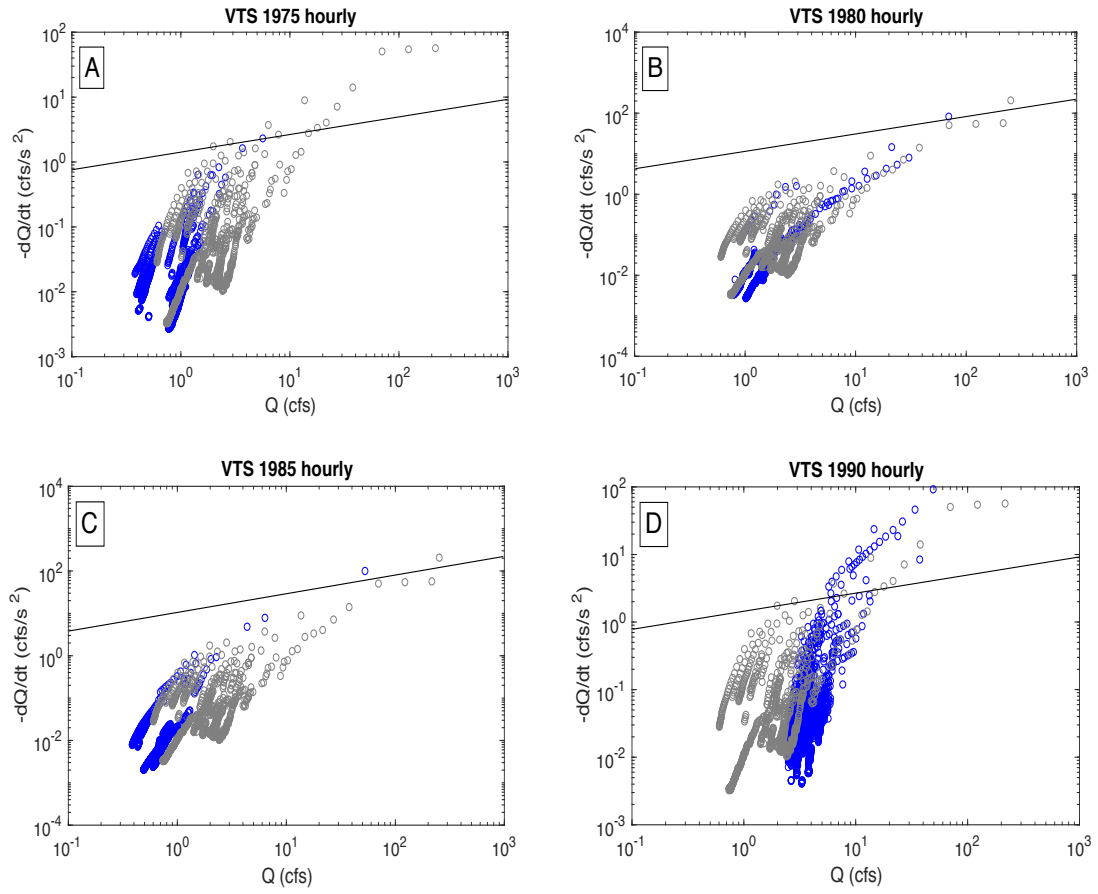 VTS 1975 hourly
A
10^2
10^1
10^0
10^-1
10^-2
10^-3
-dQ/dt (cfs/s ^2)
10^-1 10^0 10^1 10^2 10^3
Q (cfs)
VTS 1980 hourly
B
10^4
10^2
10^0
10^-2
10^-4
-dQ/dt (cfs/s ^2)
10^-1 10^0 10^1 10^2 10^3
Q (cfs)
VTS 1985 hourly
C
10^4
10^2
10^0
10^-2
10^-4
-dQ/dt (cfs/s ^2)
10^-1 10^0 10^1 10^2 10^3
Q (cfs)
VTS 1990 hourly
D
10^2
10^1
10^0
10^-1
10^-2
10^-3
-dQ/dt (cfs/s ^2)
10^-1 10^0 10^1 10^2 10^3
Q (cfs)